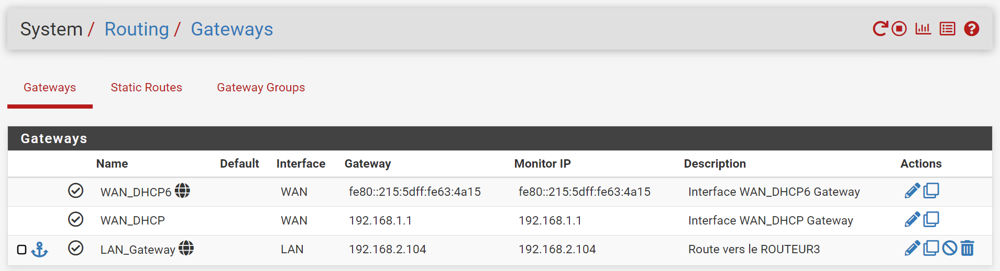 System / Routing / Gateways
Gateways Static Routes Gateway Groups
Gateways
Name Default Interface Gateway Monitor IP Description Actions
WAN_DHCP6 WAN fe80::215:5dff:fe63:4a15 fe80::215:5dff:fe63:4a15 Interface WAN_DHCP6 Gateway
WAN_DHCP WAN 192.168.1.1 192.168.1.1 Interface WAN_DHCP Gateway
LAN_Gateway LAN 192.168.2.104 192.168.2.104 Route vers le ROUTEUR3